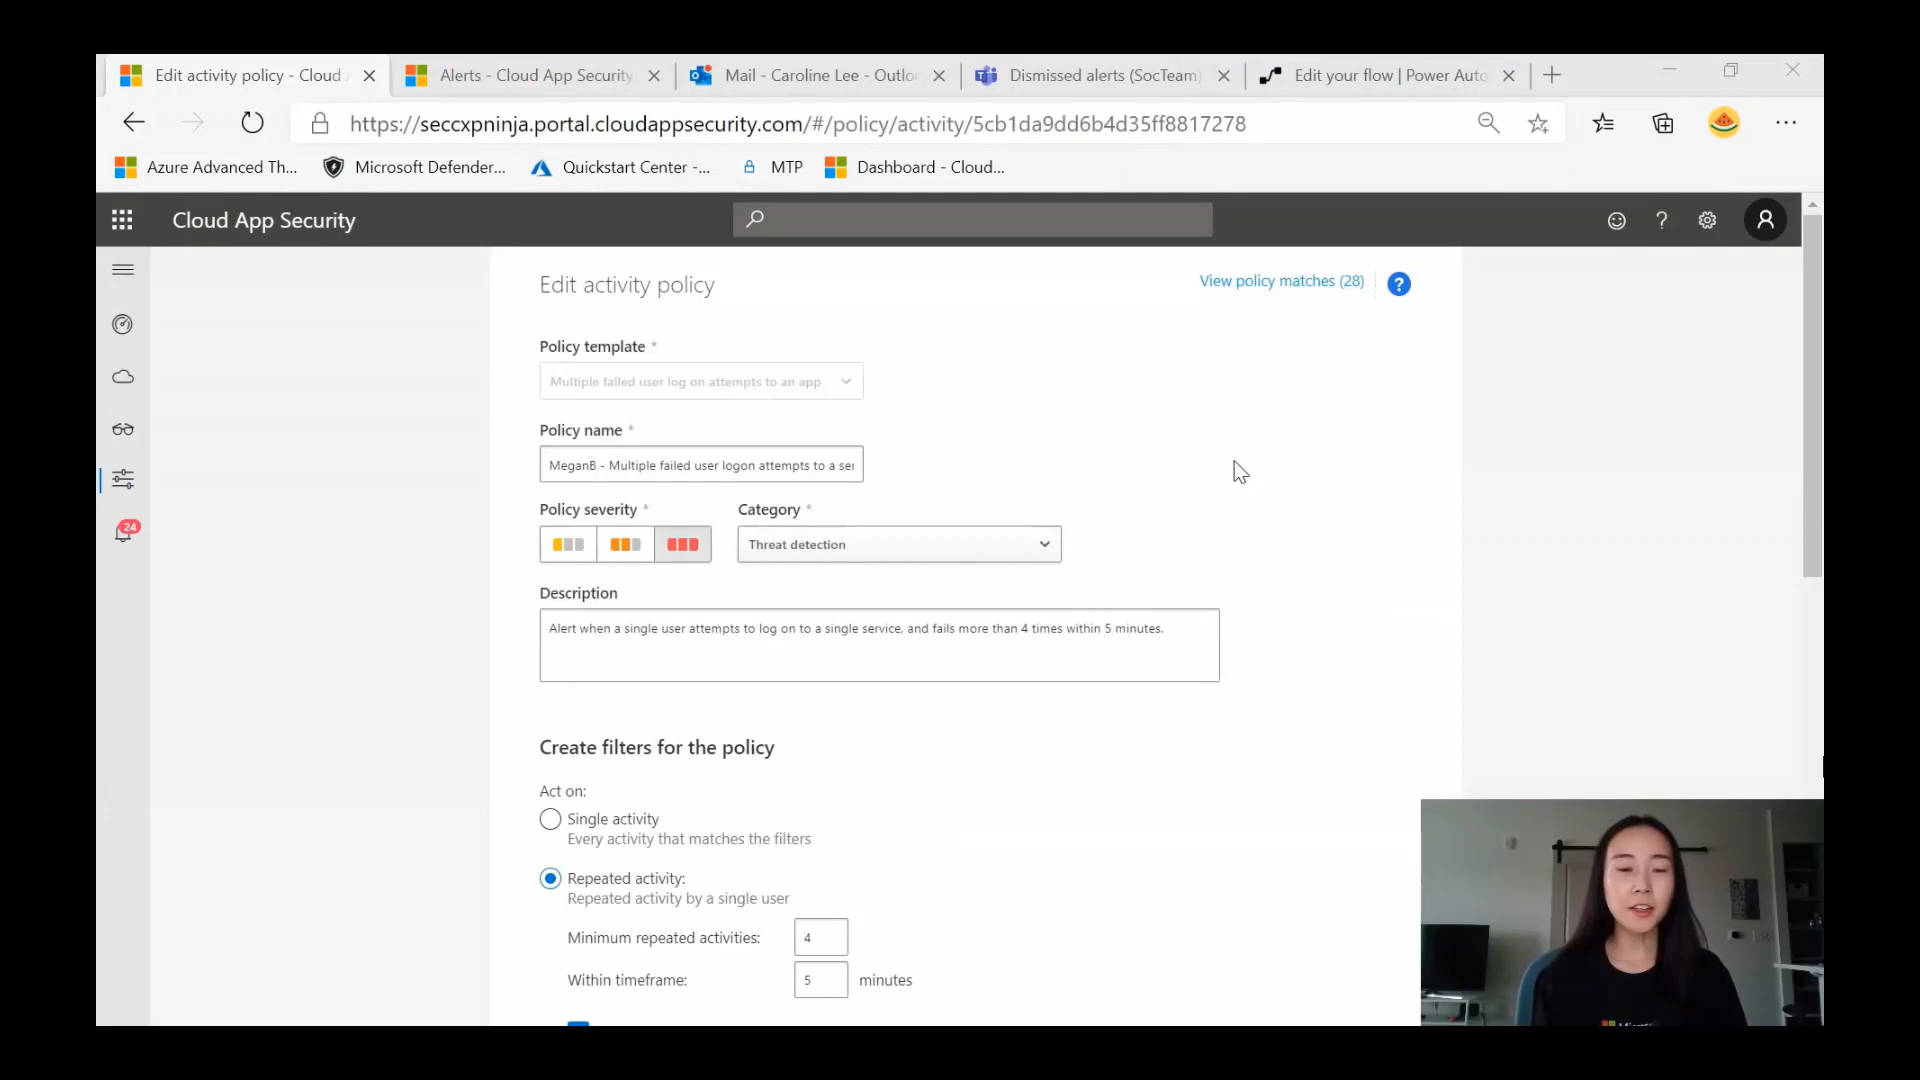 Edit activity policy - Cloud
Alerts - Cloud App Security
Mail - Caroline Lee - Outlo
Dismissed alerts (SocTeam)
Edit your flow | Power Auto
https://seccxpninja.portal.cloudappsecurity.com/#/policy/activity/5cb1da9dd6b4d35ff8817278
Azure Advanced Th...
Microsoft Defender...
Quickstart Center -...
MTP
Dashboard - Cloud...
Cloud App Security
?
24
Edit activity policy
View policy matches (28)
?
Policy template *
Multiple failed user log on attempts to an app
Policy name *
MeganB - Multiple failed user logon attempts to a ser
Policy severity *
Category *
Threat detection
Description
Alert when a single user attempts to log on to a single service, and fails more than 4 times within 5 minutes.
Create filters for the policy
Act on:
Single activity
Every activity that matches the filters
Repeated activity:
Repeated activity by a single user
Minimum repeated activities: 4
Within timeframe: 5 minutes